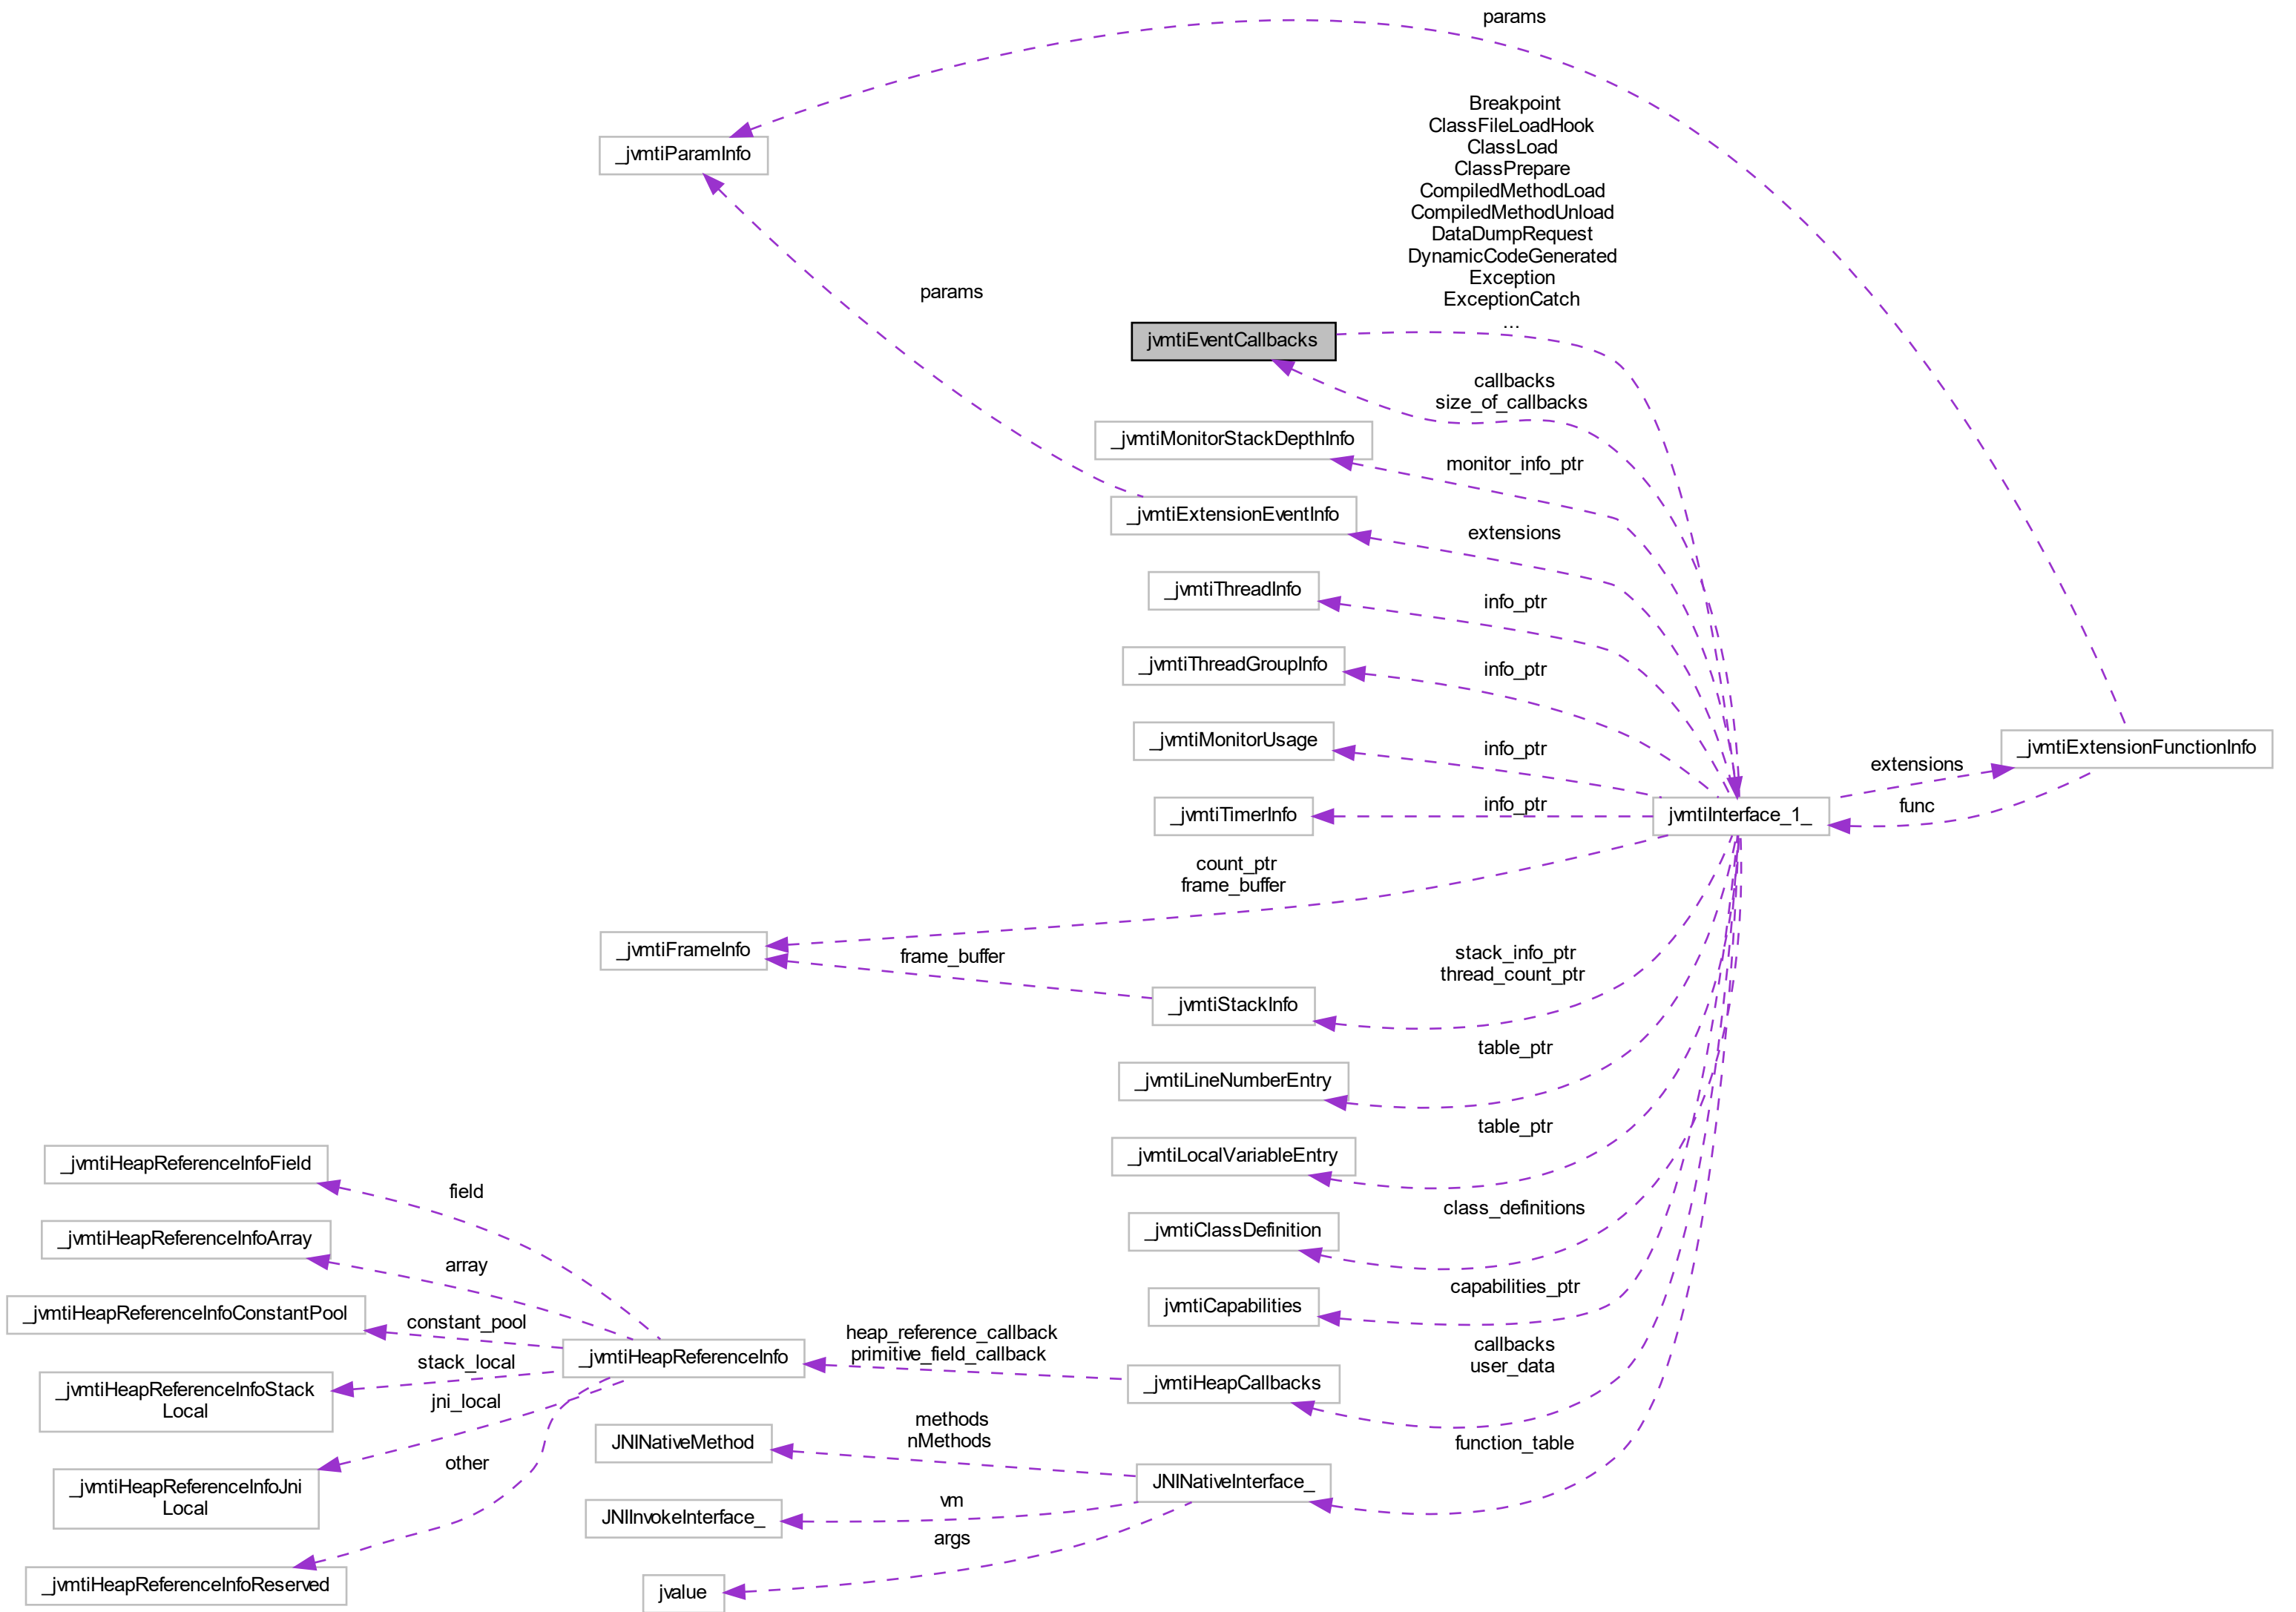 params
Breakpoint
ClassFileLoadHook
ClassLoad
_jvmtiParamInfo
ClassPrepare
CompiledMethodLoad
CompiledMethodUnload
DataDumpRequest
DynamicCodeGenerated
Exception
params
ExceptionCatch
...
jvmtiEventCallbacks
callbacks
size_of_callbacks
_jvmtiMonitorStackDepthInfo
monitor_info_ptr
_jvmtiExtensionEventInfo
extensions
_jvmtiThreadInfo
info_ptr
_jvmtiThreadGroupInfo
info_ptr
_jvmtiMonitorUsage
info_ptr
_jvmtiExtensionFunctionInfo
extensions
_jvmtiTimerInfo
info_ptr
jvmtiInterface_1_
func
count_ptr
frame_buffer
_jvmtiFrameInfo
frame_buffer
stack_info_ptr
thread_count_ptr
_jvmtiStackInfo
table_ptr
_jvmtiLineNumberEntry
table_ptr
_jvmtiLocalVariableEntry
_jvmtiHeapReferenceInfoField
field
class_definitions
_jvmtiClassDefinition
_jvmtiHeapReferenceInfoArray
array
capabilities_ptr
jvmtiCapabilities
_jvmtiHeapReferenceInfoConstantPool
constant_pool
heap_reference_callback
primitive_field_callback
callbacks
user_data
_jvmtiHeapReferenceInfo
stack_local
_jvmtiHeapReferenceInfoStack
Local
_jvmtiHeapCallbacks
jni_local
methods
nMethods
JNINativeMethod
function_table
other
_jvmtiHeapReferenceInfoJni
Local
JNINativeInterface_
vm
JNIInvokeInterface_
args
_jvmtiHeapReferenceInfoReserved
jvalue